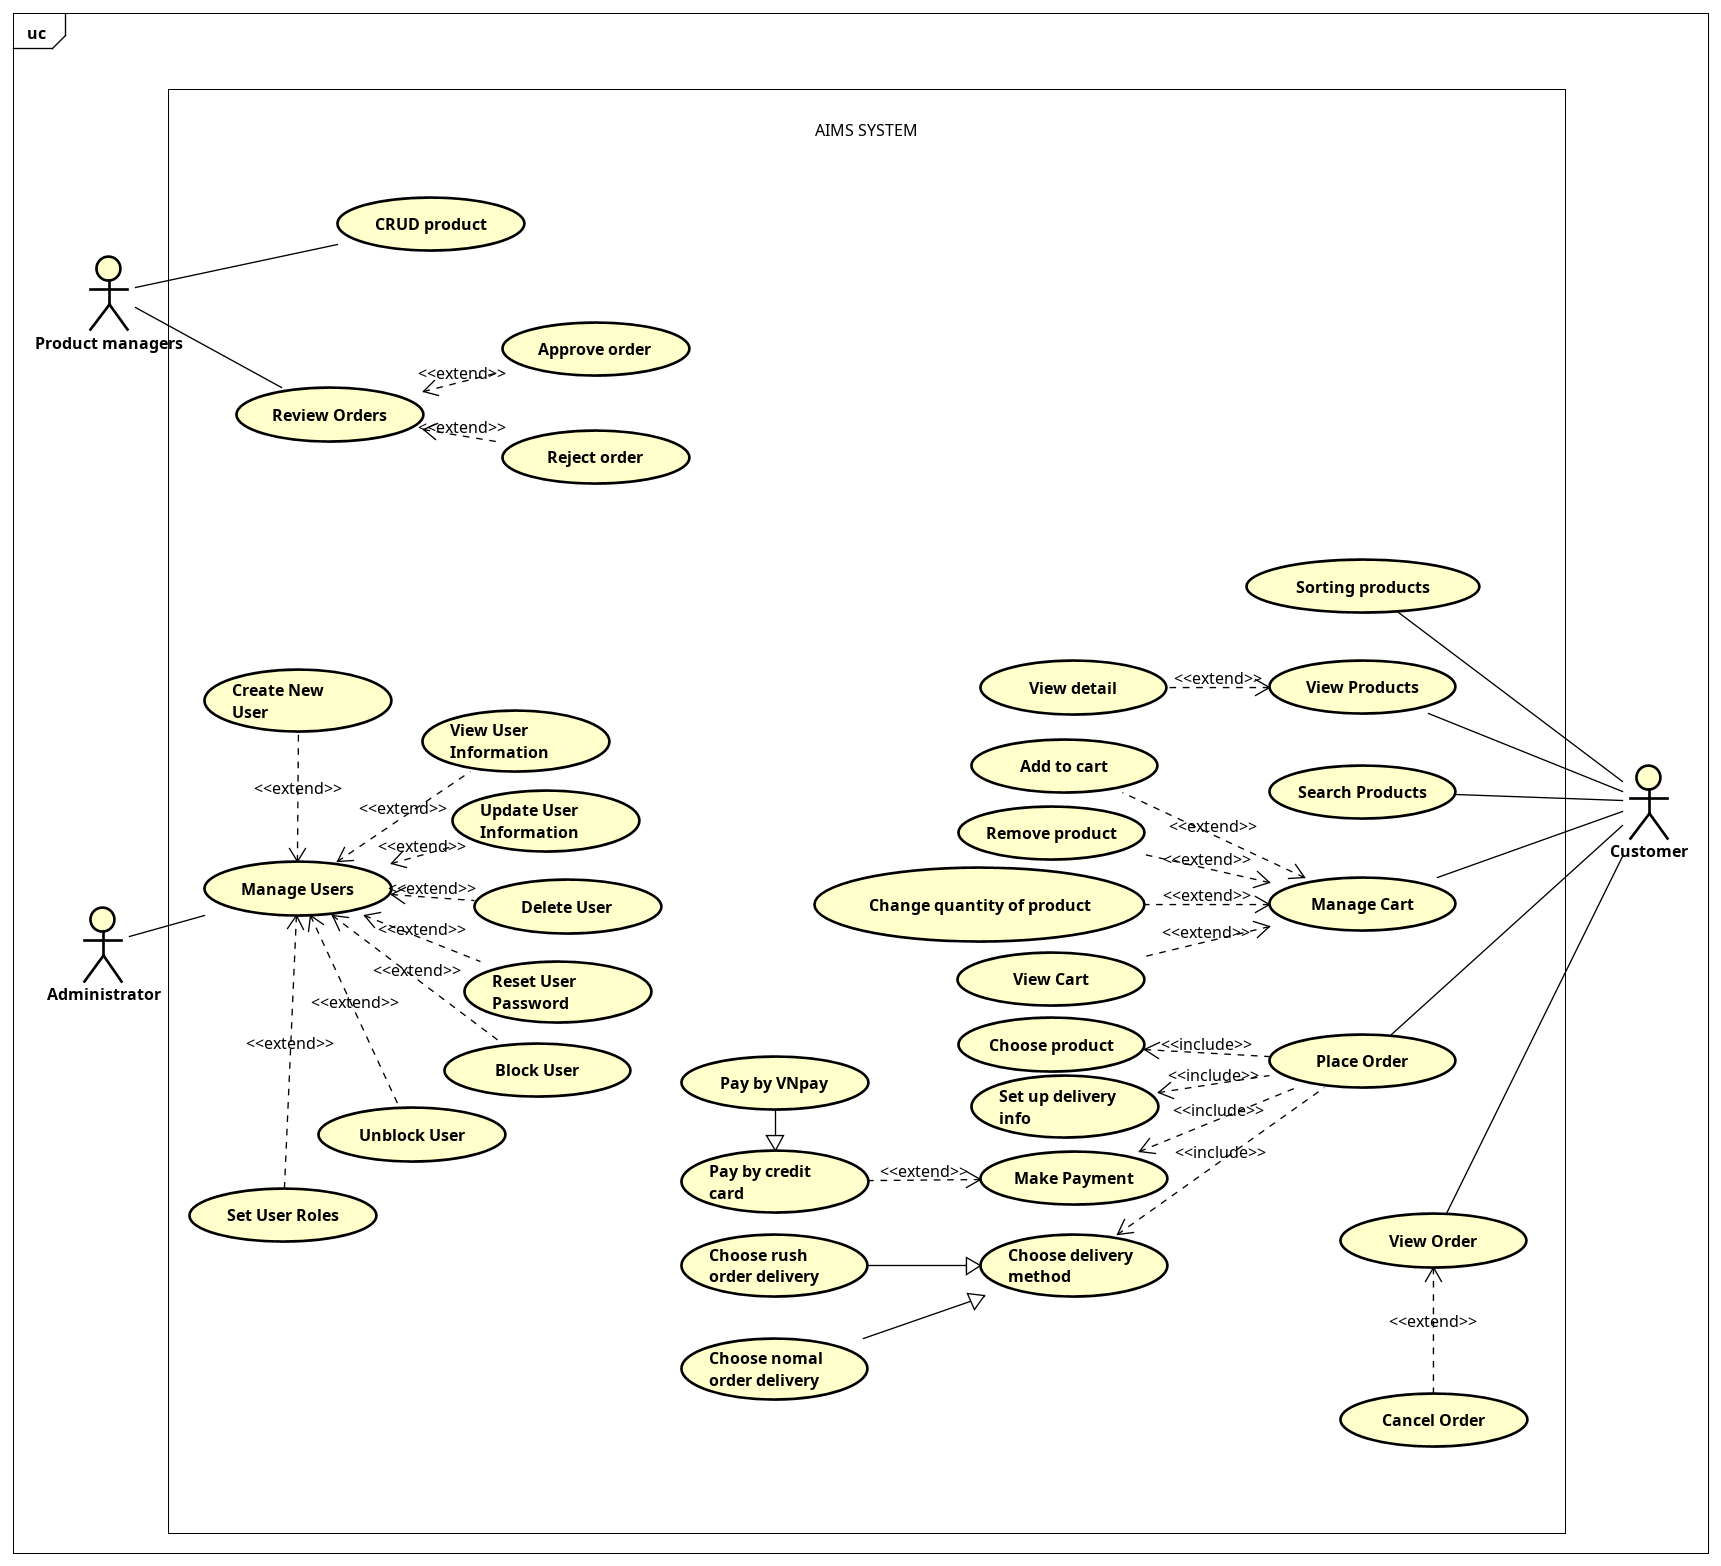 uc
AIMS SYSTEM
CRUD product
Product managers
Approve order
<<extend>>
Review Orders
<<extend>>
Reject order
Sorting products
Create New
User
View User
Information
<<extend>>
<<extend>>
Update User
Information
<<extend>>
Manage Users
<<extend>>
Delete User
Administrator
<<extend>>
Reset User
Password
<<extend>>
<<extend>>
Block User
<<extend>>
Unblock User
Set User Roles
View detail
<<extend>>
View Products
Add to cart
Search Products
<<extend>>
Remove product
<<extend>>
Customer
Change quantity of product
<<extend>>
Manage Cart
<<extend>>
View Cart
Choose product
<<include>>
Place Order
<<include>>
Set up delivery
info
<<include>>
<<include>>
Pay by VNpay
Pay by credit
card
<<extend>>
Make Payment
Choose rush
order delivery
Choose delivery
method
Choose nomal
order delivery
View Order
<<extend>>
Cancel Order